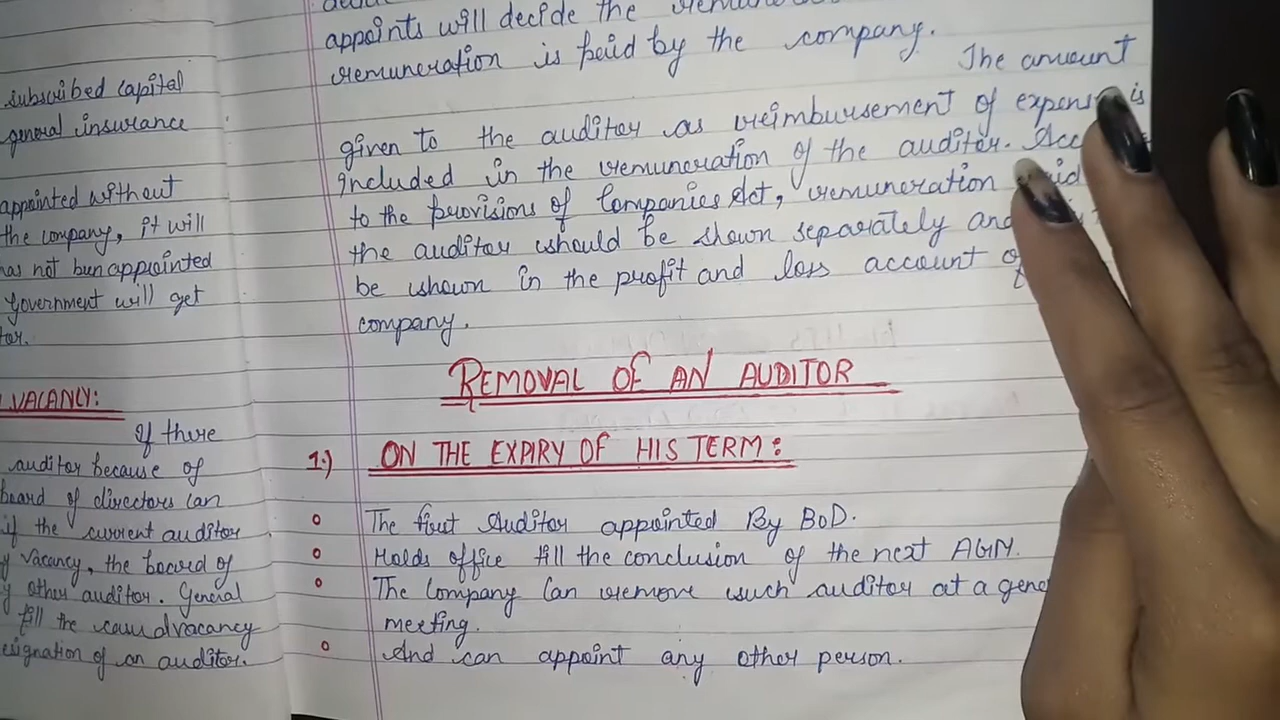 subscribed capital
general insurance
appointed without
the company, it will
has not been appointed
government will get
VACANCY:
If there
auditor because of
board of directors can
if the current auditor
vacancy, the board of
other auditor. General
fill the casual vacancy
of an auditor.
appoints will decide the
remuneration is paid by the company.
The amount
given to the auditor as reimbursement of expenses is
included in the remuneration of the auditor.
to the provisions of Companies Act, remuneration
the auditor should be shown separately and
be shown in the profit and loss account of
company.
REMOVAL OF AN AUDITOR
1.) ON THE EXPIRY OF HIS TERM:
The first Auditor appointed By BoD.
Holds office till the conclusion of the next AGM.
The Company Can remove such auditor at a
meeting.
And can appoint any other person.